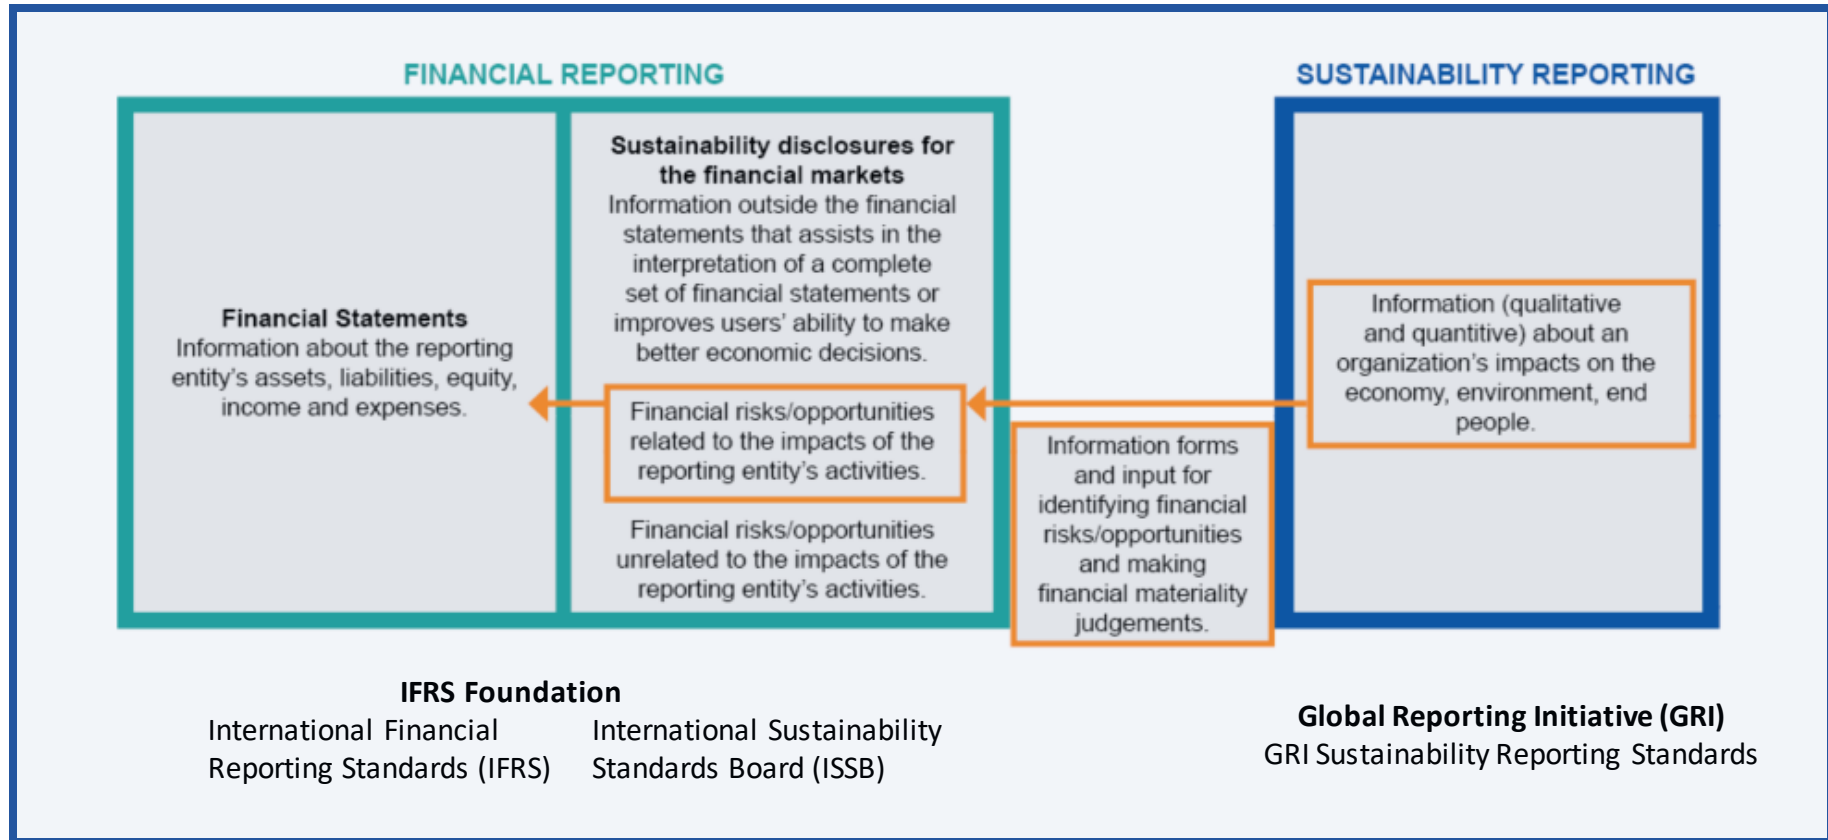 FINANCIAL REPORTING
SUSTAINABILITY REPORTING
Financial Statements
Information about the reporting
entity's assets, liabilities, equity,
income and expenses.
Sustainability disclosures for
the financial markets
Information outside the financial
statements that assists in the
interpretation of a complete
set of financial statements or
improves users' ability to make
better economic decisions.
Financial risks/opportunities
related to the impacts of the
reporting entity's activities.
Financial risks/opportunities
unrelated to the impacts of the
reporting entity's activities.
Information forms
and input for
identifying financial
risks/opportunities
and making
financial materiality
judgements.
Information (qualitative
and quantitive) about an
organization's impacts on the
economy, environment, end
people.
IFRS Foundation
International Financial
Reporting Standards (IFRS)
International Sustainability
Standards Board (ISSB)
Global Reporting Initiative (GRI)
GRI Sustainability Reporting Standards